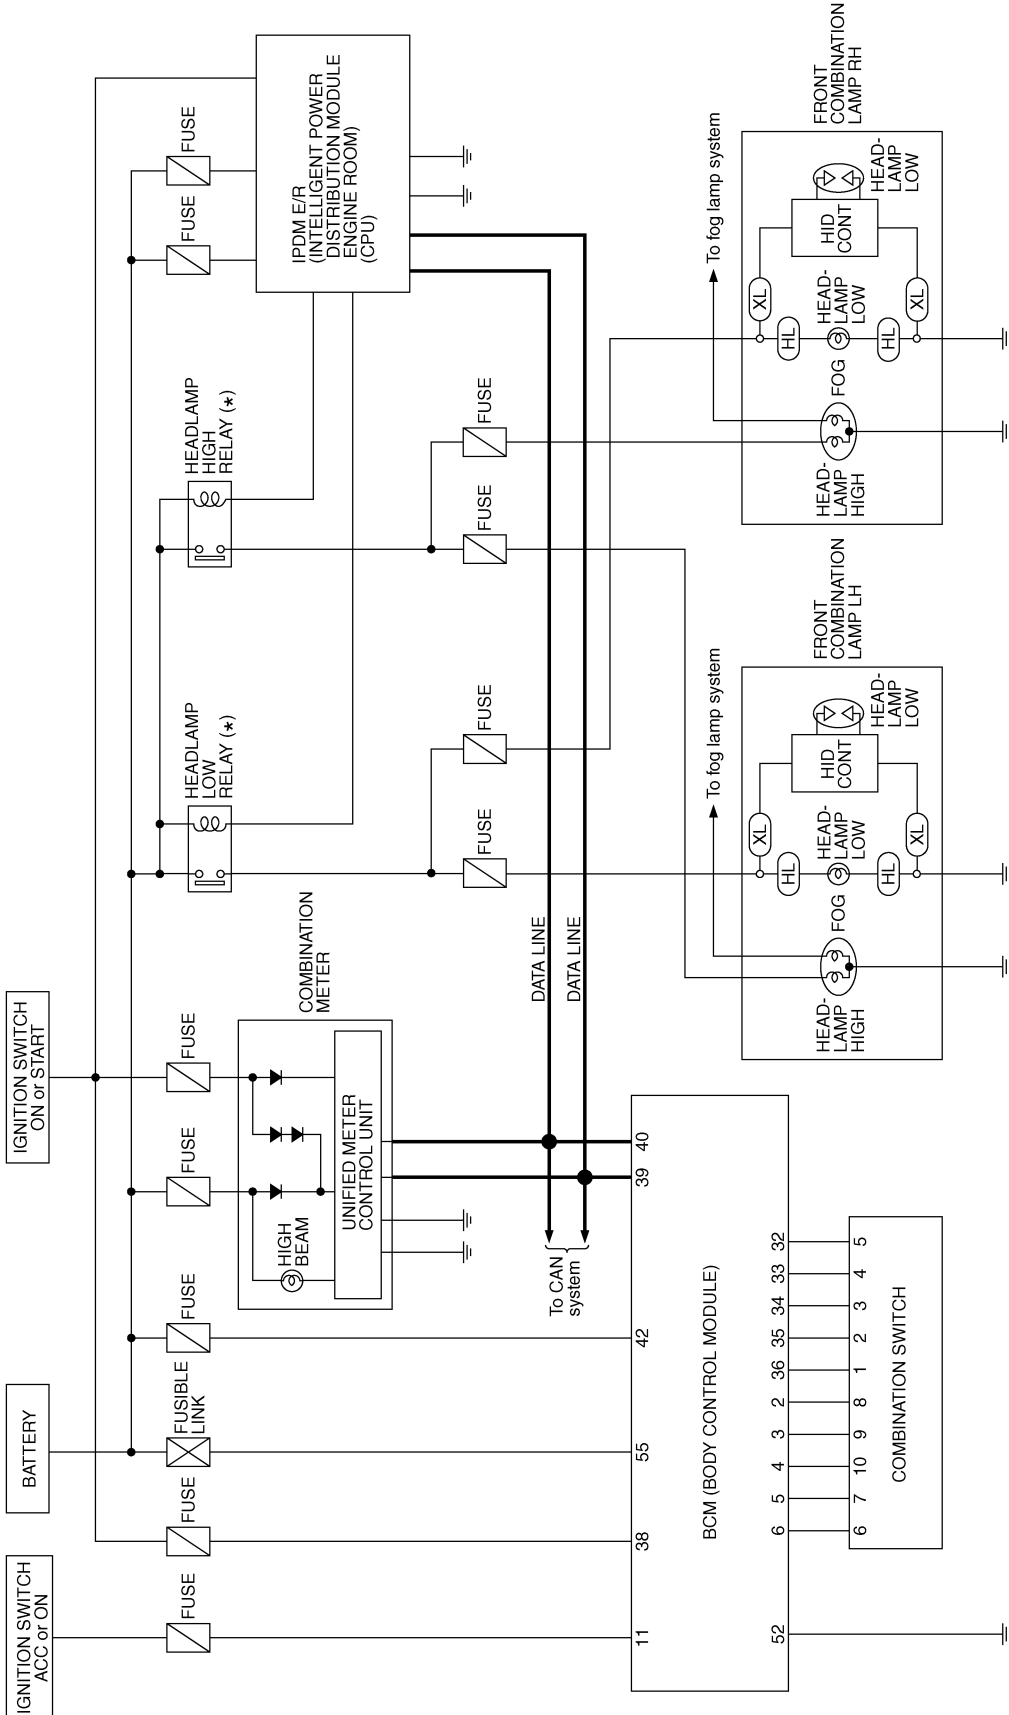 IGNITION SWITCH
ACC or ON
BATTERY
IGNITION SWITCH
ON or START
FUSE
FUSE
FUSIBLE
LINK
FUSE
FUSE
FUSE
HEADLAMP
LOW
RELAY (*)
HEADLAMP
HIGH
RELAY (*)
FUSE
FUSE
COMBINATION
METER
HIGH
BEAM
UNIFIED METER
CONTROL UNIT
IPDM E/R
(INTELLIGENT POWER
DISTRIBUTION MODULE
ENGINE ROOM)
(CPU)
FUSE
FUSE
FUSE
FUSE
DATA LINE
DATA LINE
To CAN
system
11
38
55
42
39
40
BCM (BODY CONTROL MODULE)
52
6
5
4
3
2
36
35
34
33
32
6
7
10
9
8
1
2
3
4
5
COMBINATION SWITCH
To fog lamp system
FRONT
COMBINATION
LAMP LH
HEAD-
LAMP
HIGH
FOG
HEAD-
LAMP
LOW
HL
HL
XL
XL
HID
CONT
HEAD-
LAMP
LOW
To fog lamp system
FRONT
COMBINATION
LAMP RH
HEAD-
LAMP
HIGH
FOG
HEAD-
LAMP
LOW
HL
HL
XL
XL
HID
CONT
HEAD-
LAMP
LOW